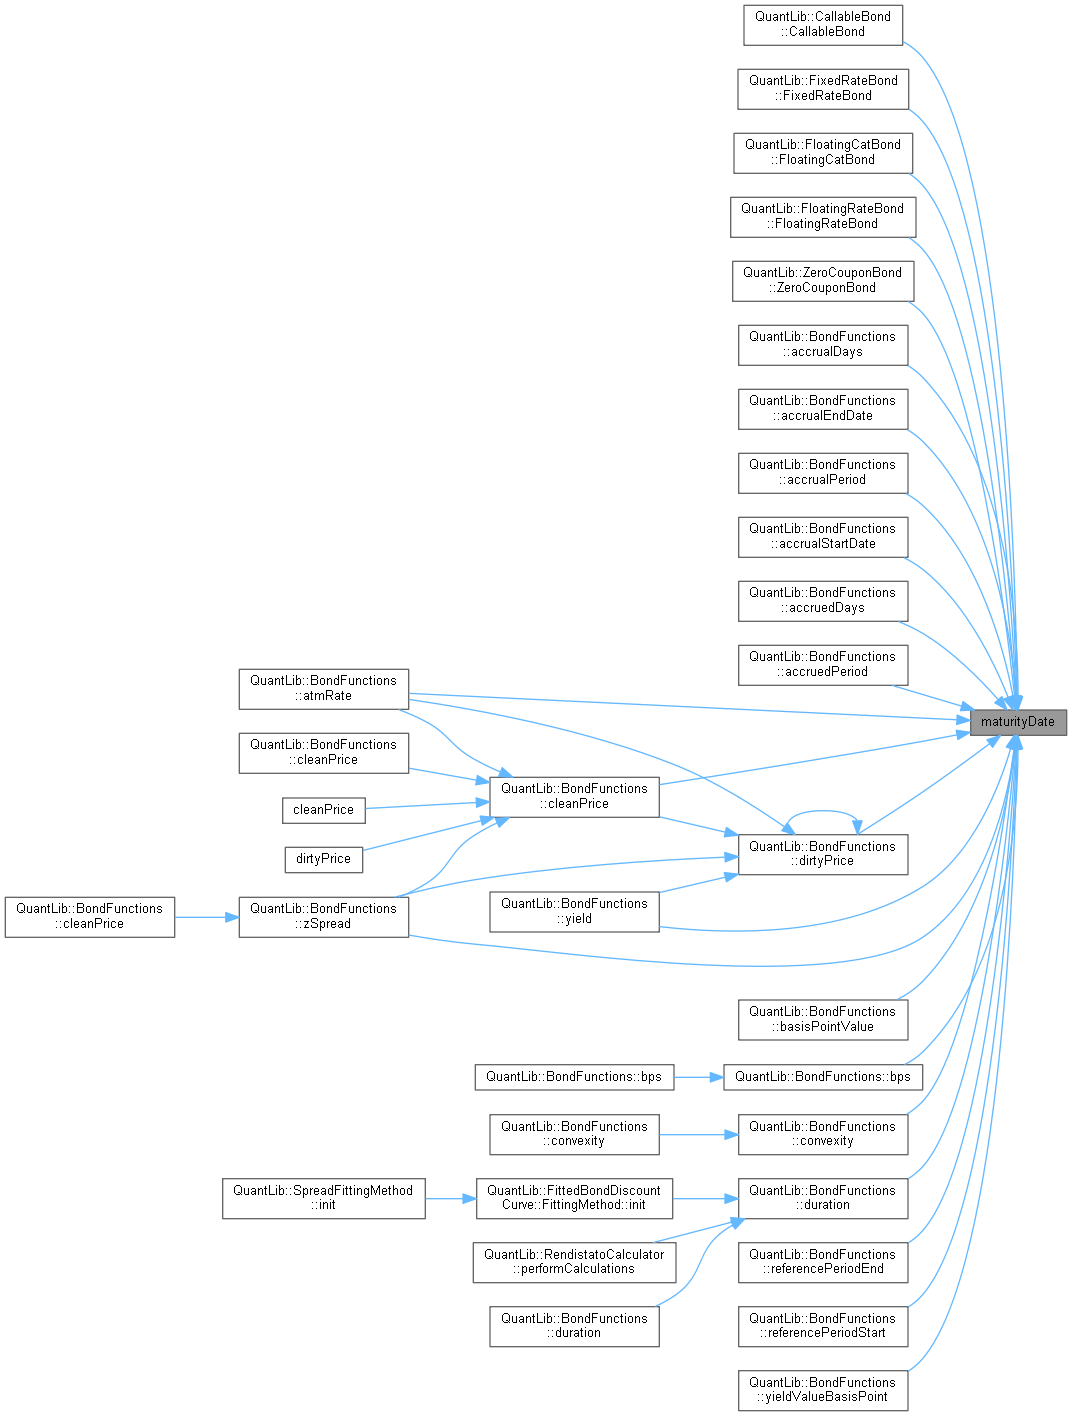 QuantLib::CallableBond
::CallableBond
QuantLib::FixedRateBond
::FixedRateBond
QuantLib::FloatingCatBond
::FloatingCatBond
QuantLib::FloatingRateBond
::FloatingRateBond
QuantLib::ZeroCouponBond
::ZeroCouponBond
QuantLib::BondFunctions
::accrualDays
QuantLib::BondFunctions
::accrualEndDate
QuantLib::BondFunctions
::accrualPeriod
QuantLib::BondFunctions
::accrualStartDate
QuantLib::BondFunctions
::accruedDays
QuantLib::BondFunctions
::accruedPeriod
QuantLib::BondFunctions
::atmRate
maturityDate
QuantLib::BondFunctions
::cleanPrice
QuantLib::BondFunctions
::cleanPrice
cleanPrice
dirtyPrice
QuantLib::BondFunctions
::dirtyPrice
QuantLib::BondFunctions
::cleanPrice
QuantLib::BondFunctions
::zSpread
QuantLib::BondFunctions
::yield
QuantLib::BondFunctions
::basisPointValue
QuantLib::BondFunctions::bps
QuantLib::BondFunctions::bps
QuantLib::BondFunctions
::convexity
QuantLib::BondFunctions
::convexity
QuantLib::SpreadFittingMethod
::init
QuantLib::FittedBondDiscount
Curve::FittingMethod::init
QuantLib::BondFunctions
::duration
QuantLib::RendistatoCalculator
::performCalculations
QuantLib::BondFunctions
::referencePeriodEnd
QuantLib::BondFunctions
::duration
QuantLib::BondFunctions
::referencePeriodStart
QuantLib::BondFunctions
::yieldValueBasisPoint